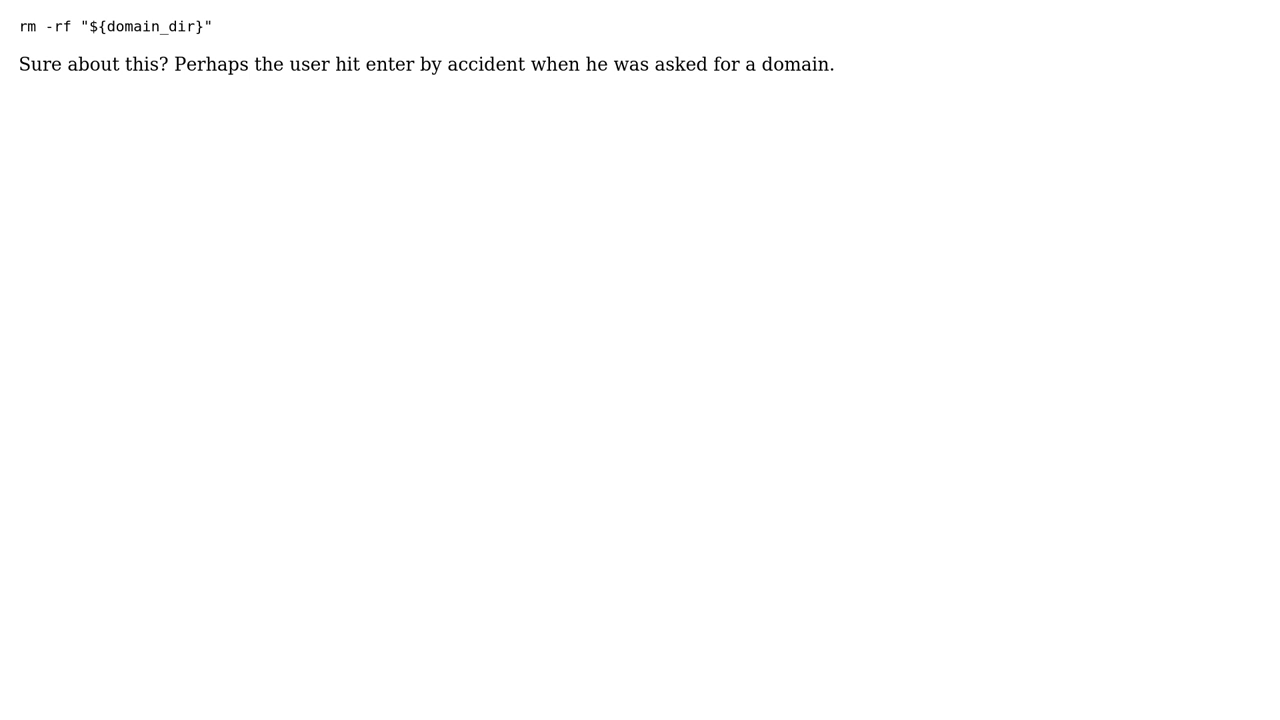 rm -rf "${domain_dir}"
Sure about this? Perhaps the user hit enter by accident when he was asked for a domain.